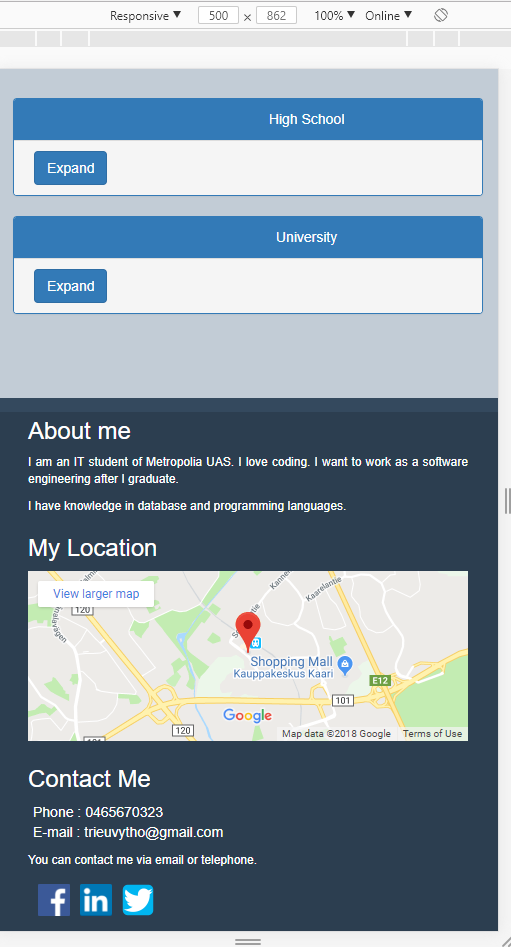 Responsive ▼ 500 × 862 100% ▼ Online ▼
High School
Expand
University
Expand
About me
I am an IT student of Metropolia UAS. I love coding. I want to work as a software
engineering after I graduate.
I have knowledge in database and programming languages.
My Location
View larger map
120
Kaarelantie
Shopping Mall
Kauppakeskus Kaari
E12
101
Google
120
Map data ©2018 Google Terms of Use
Contact Me
Phone : 0465670323
E-mail : trieuvytho@gmail.com
You can contact me via email or telephone.
f in